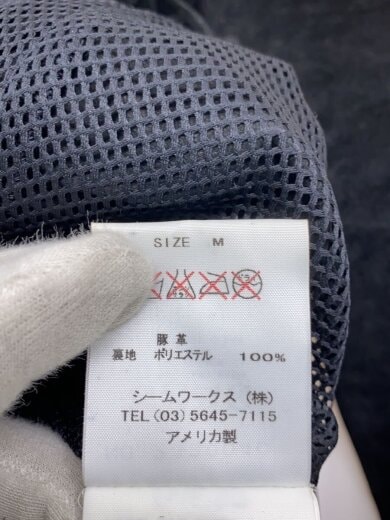 SIZE M
豚革
裏地 ポリエステル 100%
シームワークス (株)
TEL (03) 5645-7115
アメリカ製